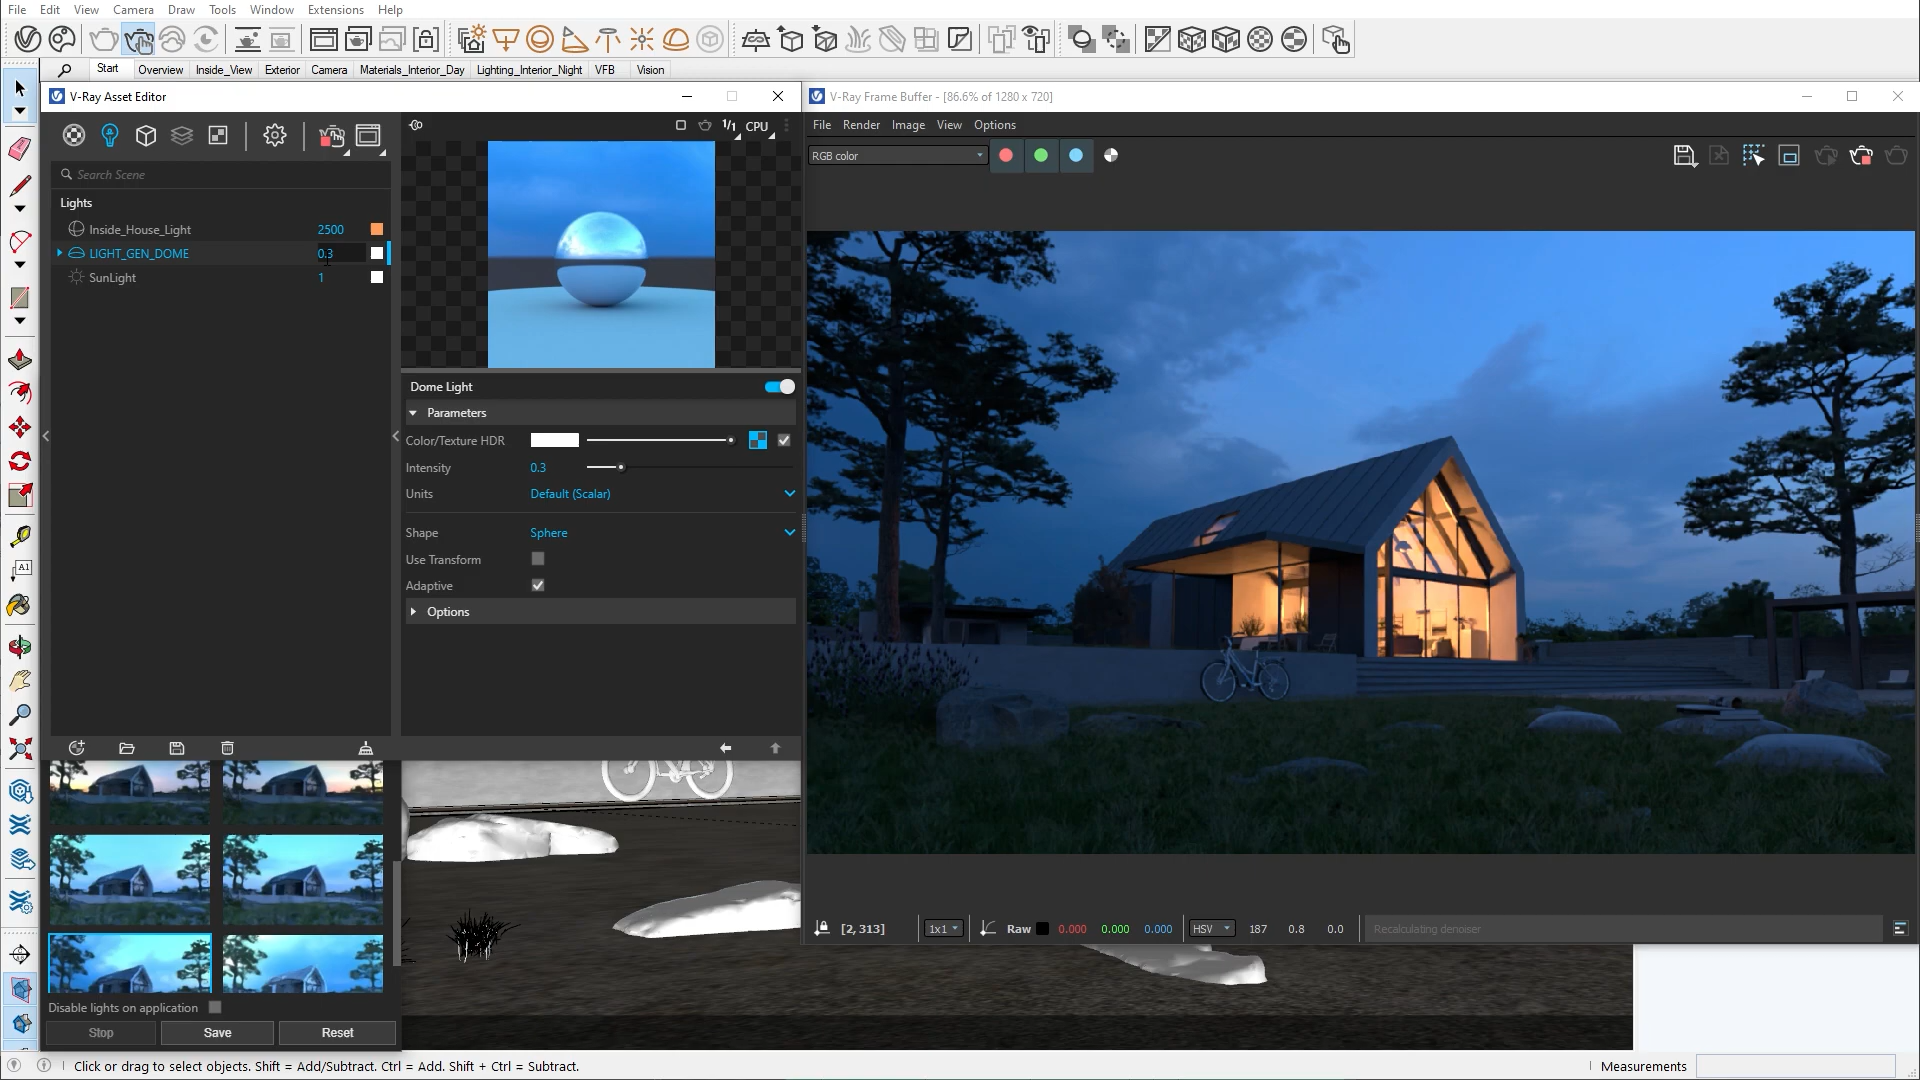 File Edit View Camera Draw Tools Window Extensions Help
Start Overview Inside_View Exterior Camera Materials_Interior_Day Lighting_Interior_Night VFB Vision
V-Ray Asset Editor
1/1 CPU
Search Scene
Lights
Inside_House_Light 2500
LIGHT_GEN_DOME 0.3
SunLight 1
Dome Light
Parameters
Color/Texture HDR
Intensity 0.3
Units Default (Scalar)
Shape Sphere
Use Transform
Adaptive
Options
V-Ray Frame Buffer - [86.6% of 1280 x 720]
File Render Image View Options
RGB color
[2, 313] 1x1 Raw 0.000 0.000 0.000 HSV 187 0.8 0.0 Recalculating denoiser
A1
Disable lights on application
Stop Save Reset
Click or drag to select objects. Shift = Add/Subtract. Ctrl = Add. Shift + Ctrl = Subtract.
Measurements